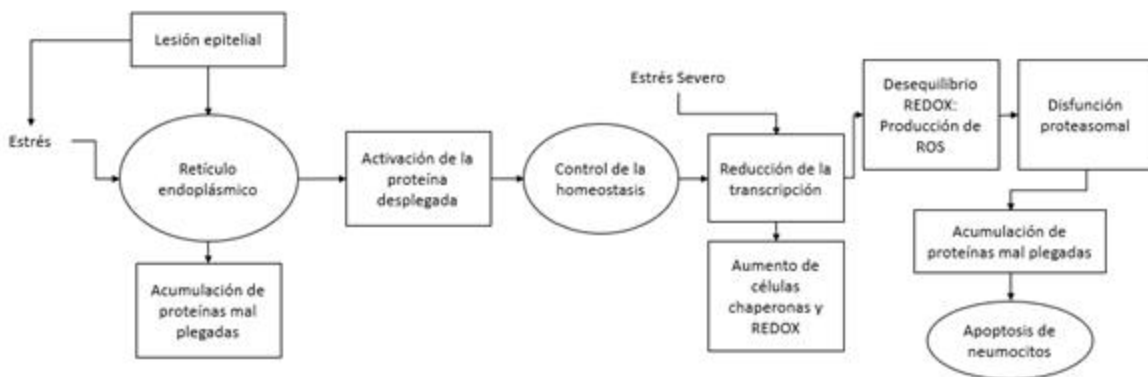 Lesión epitelial
Estrés
Retículo
endoplásmico
Acumulación de
proteínas mal
plegadas
Activación de la
proteína
desplegada
Control de la
homeostasis
Estrés Severo
Reducción de la
transcripción
Aumento de
células
chaperonas y
REDOX
Desequilibrio
REDOX:
Producción de
ROS
Disfunción
proteasomal
Acumulación de
proteínas mal plegadas
Apoptosis de
neumocitos